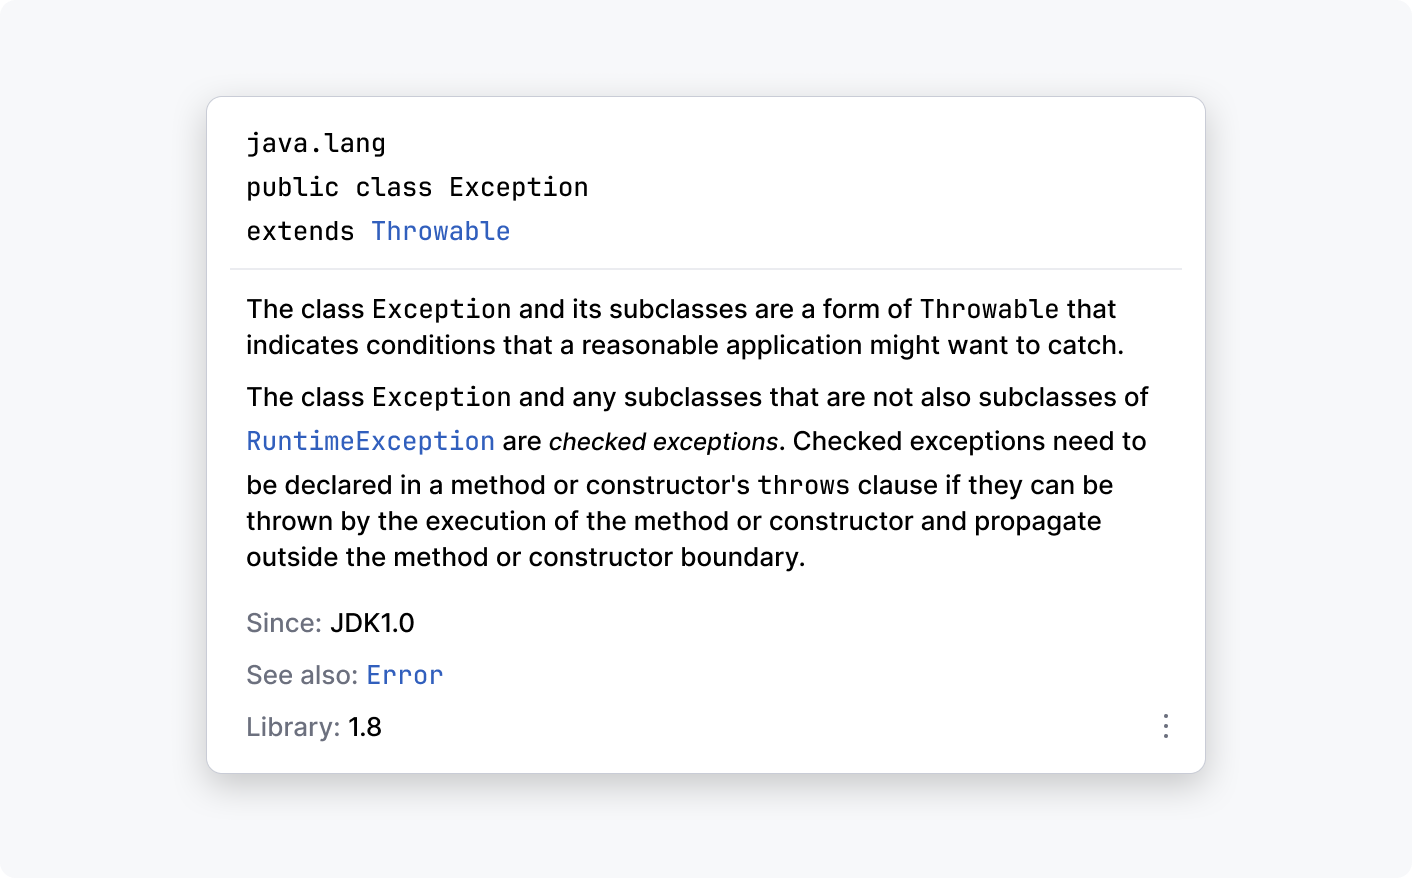 java.lang
public class Exception
extends Throwable
The class Exception and its subclasses are a form of Throwable that
indicates conditions that a reasonable application might want to catch.
The class Exception and any subclasses that are not also subclasses of
RuntimeException are checked exceptions. Checked exceptions need to
be declared in a method or constructor's throws clause if they can be
thrown by the execution of the method or constructor and propagate
outside the method or constructor boundary.
Since: JDK1.0
See also: Error
Library: 1.8